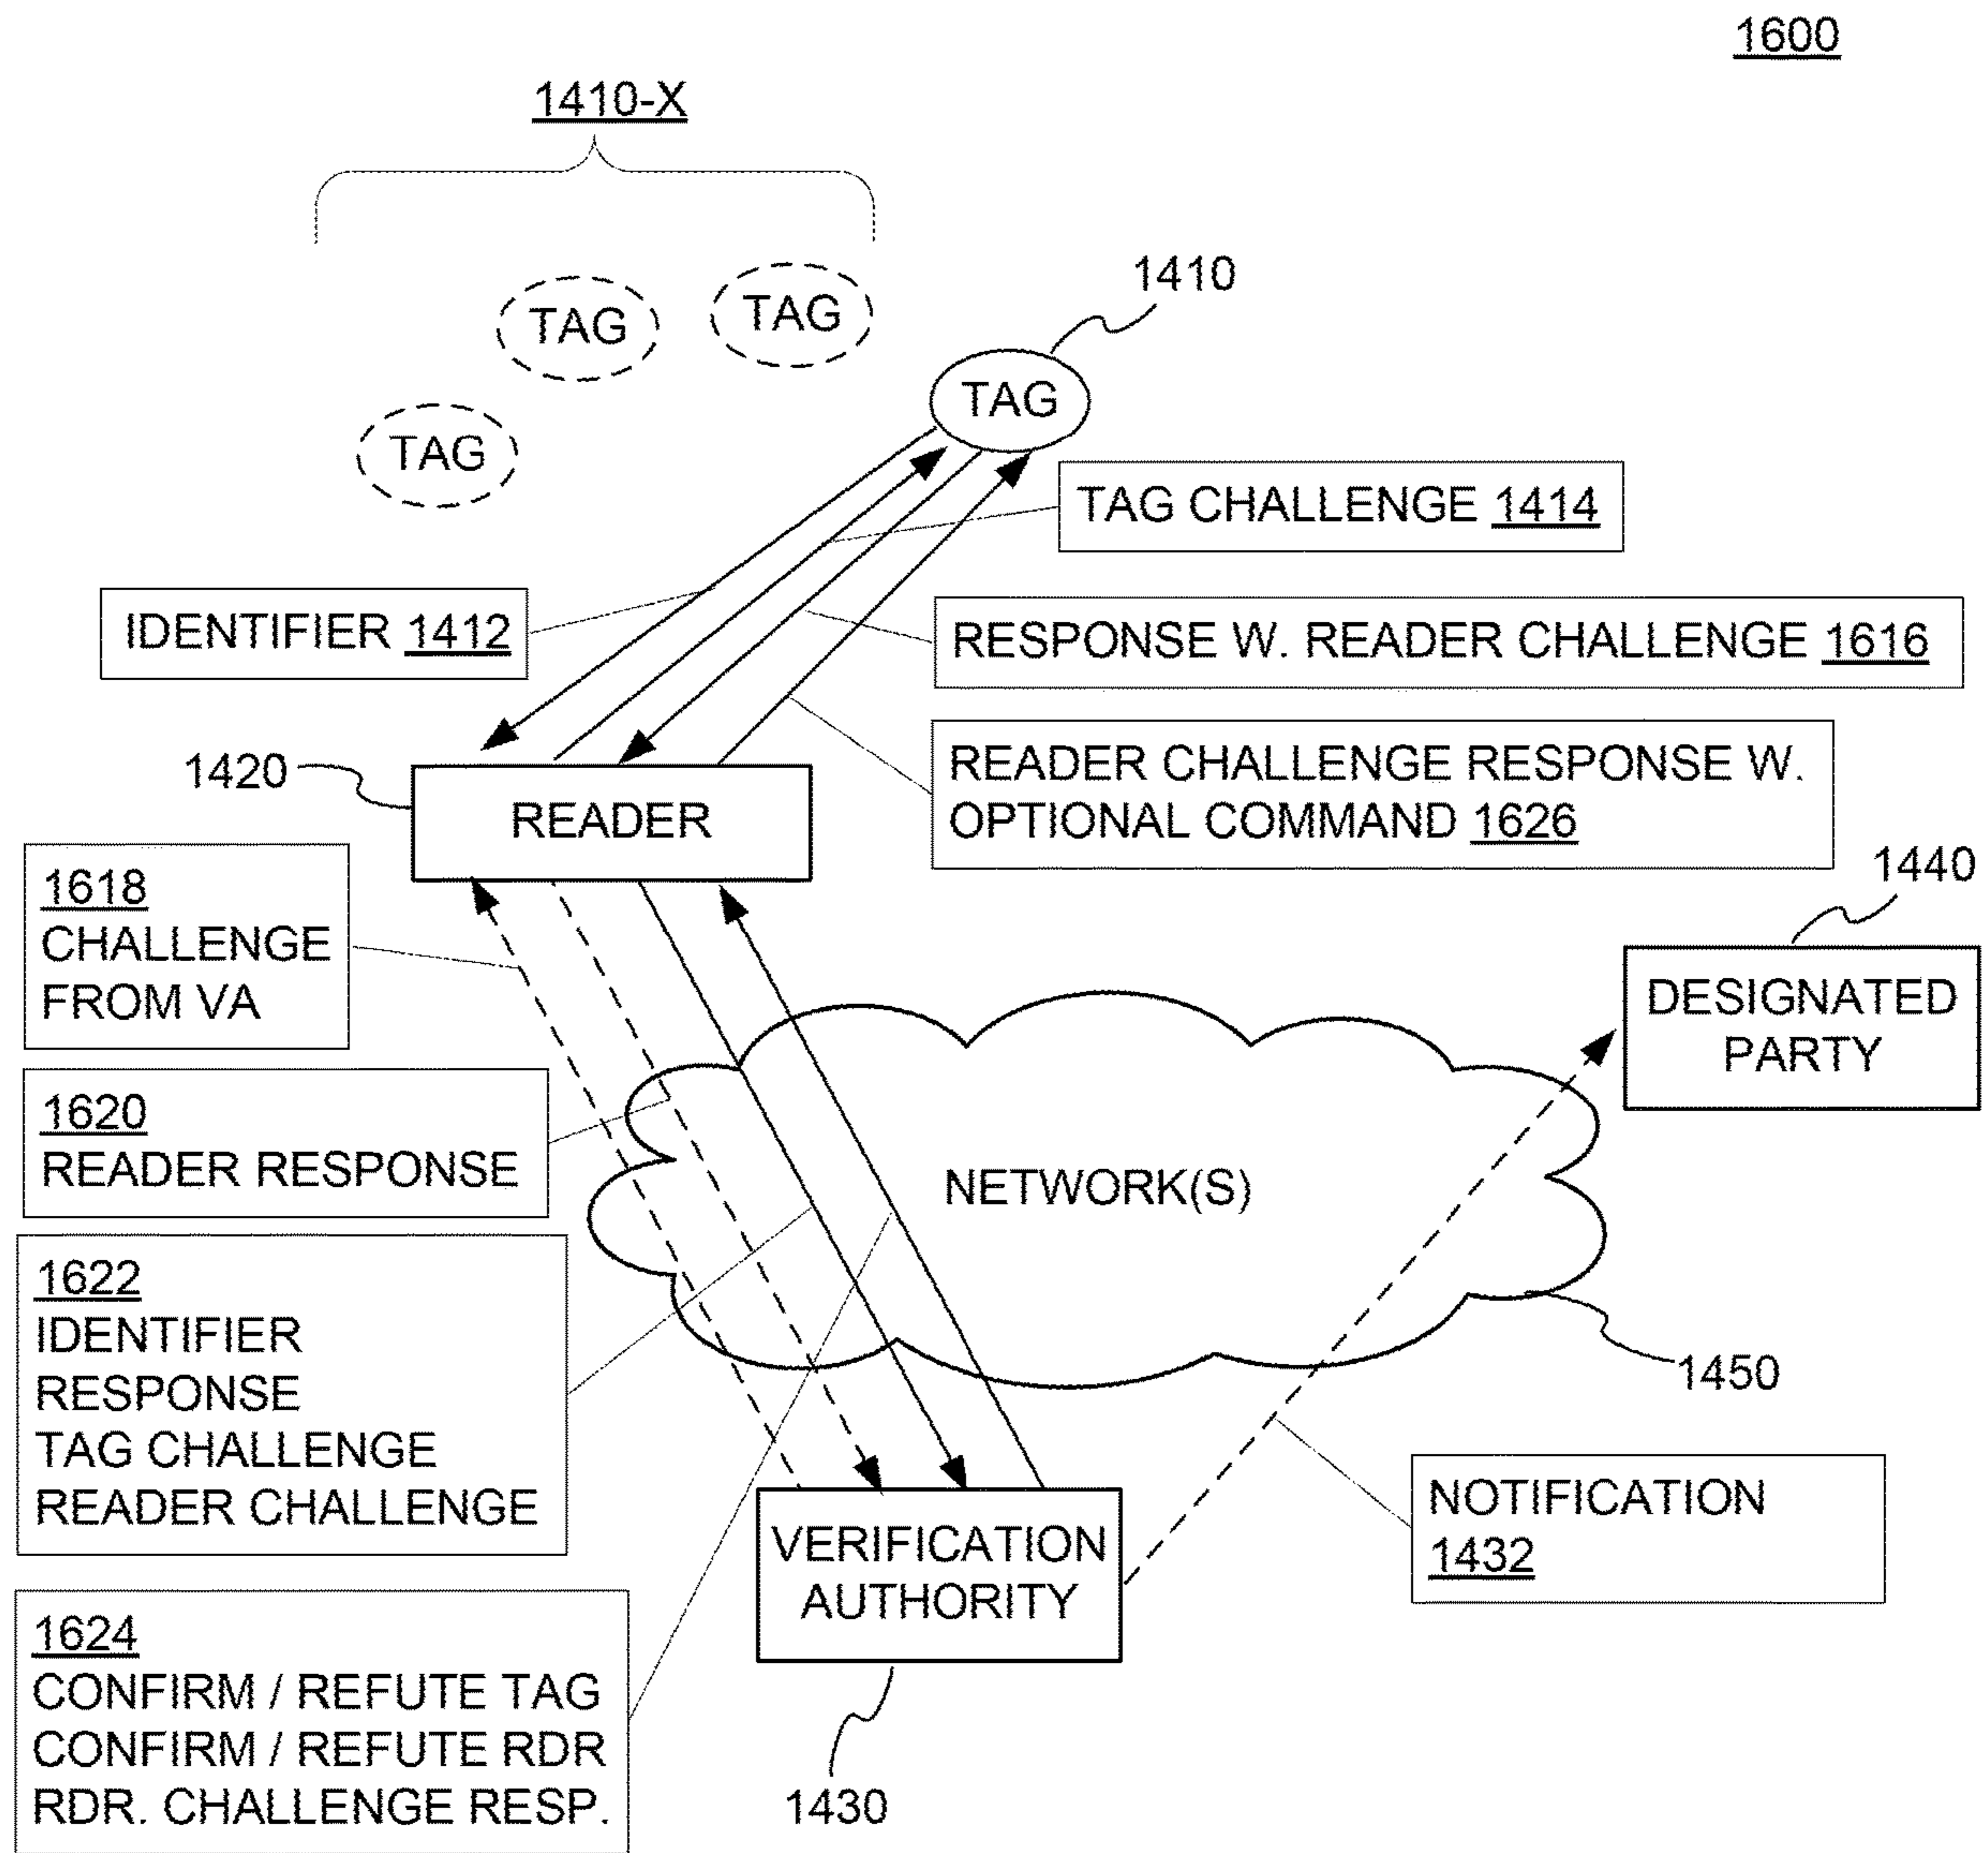 1600
1410-X
1410
TAG
TAG
TAG
TAG
TAG CHALLENGE 1414
IDENTIFIER 1412
RESPONSE W. READER CHALLENGE 1616
READER CHALLENGE RESPONSE W.
OPTIONAL COMMAND 1626
1420
READER
1440
DESIGNATED
PARTY
1618
CHALLENGE
FROM VA
1620
READER RESPONSE
NETWORK(S)
1450
1622
IDENTIFIER
RESPONSE
TAG CHALLENGE
READER CHALLENGE
NOTIFICATION
1432
VERIFICATION
AUTHORITY
1430
1624
CONFIRM / REFUTE TAG
CONFIRM / REFUTE RDR
RDR. CHALLENGE RESP.